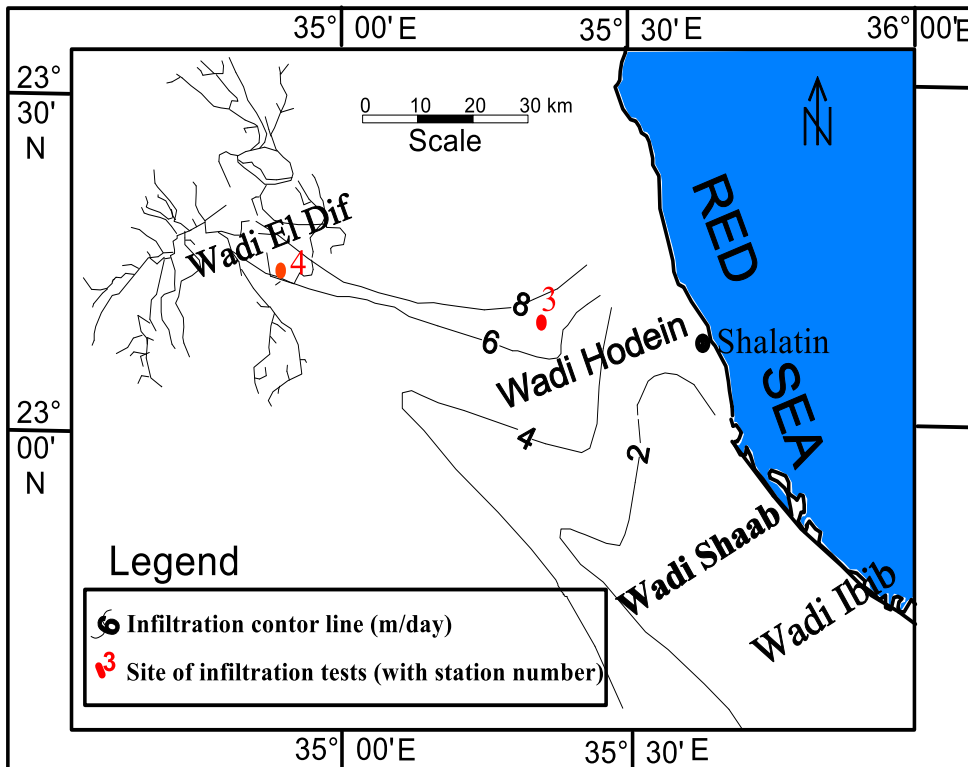 35° 00' E
35° 30' E
36° 00' E
23° 30' N
0 10 20 30 km
Scale
N
RED SEA
Wadi El Dif
4
8
3
6
Wadi Hodein
Shalatin
23° 00' N
4
2
Wadi Shaab
Wadi Ibib
Legend
6 Infiltration contor line (m/day)
3 Site of infiltration tests (with station number)
35° 00' E
35° 30' E